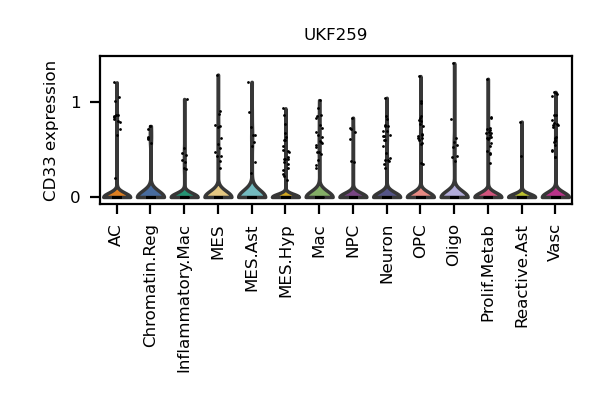 UKF259
CD33 expression
1
0
AC
Chromatin.Reg
Inflammatory.Mac
MES
MES.Ast
MES.Hyp
Mac
NPC
Neuron
OPC
Oligo
Prolif.Metab
Reactive.Ast
Vasc